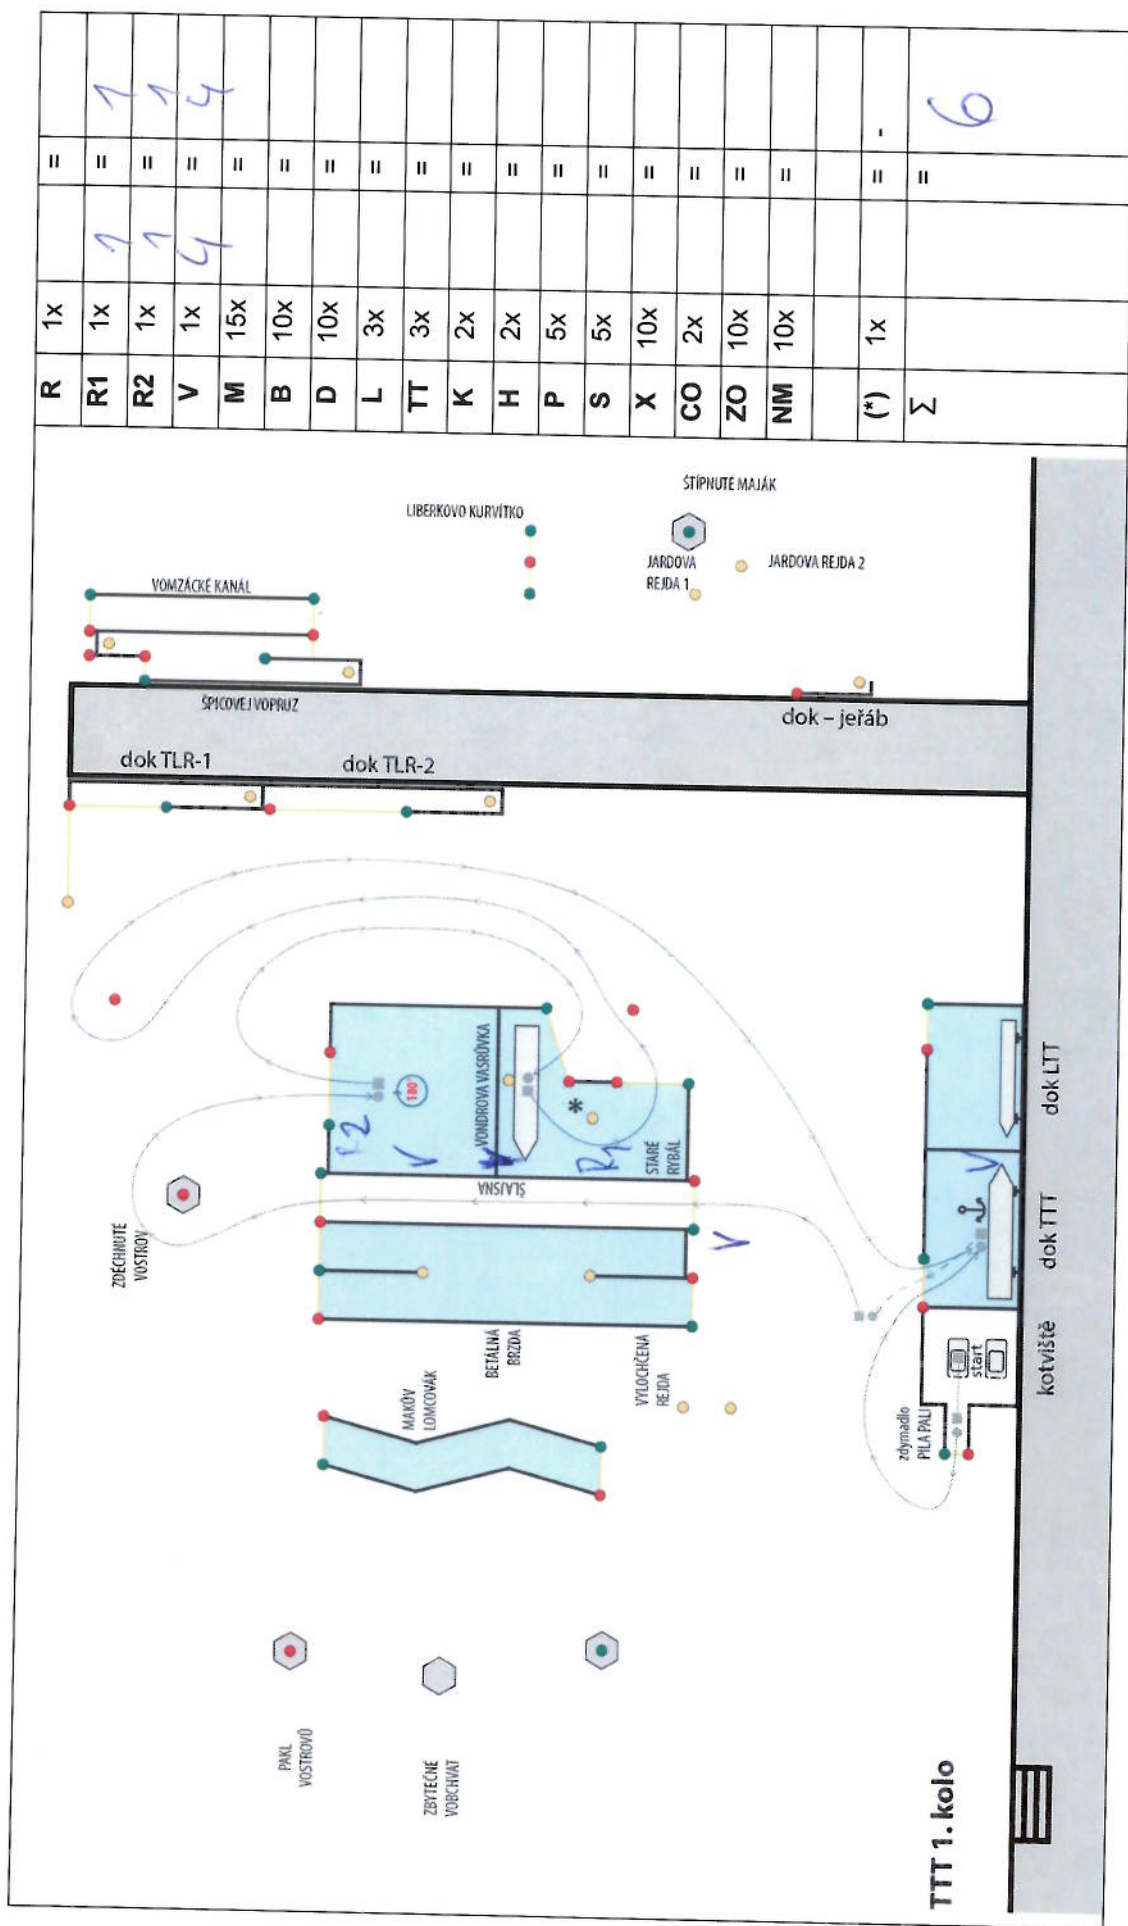 R 1x =
R1 1x 1 = 1
R2 1x 1 = 1
V 1x 4 = 4
M 15x =
B 10x =
D 10x =
L 3x =
TT 3x =
K 2x =
H 2x =
P 5x =
S 5x =
X 10x =
CO 2x =
ZO 10x =
NM 10x =
(*) 1x = -
Σ = 6
VOMZÁCKÉ KANÁL
LIBERKOVO KURVÍTKO
ŠTÍPNUTÉ MAJÁK
JARDOVA
REJDA 1
JARDOVA REJDA 2
ŠPICOVEJ VOPRUZ
dok TLR-1
dok TLR-2
dok – jeřáb
ZDECHNUTÉ
VOSTROV
R2
V
180°
VONDROVA VASRŮVKA
*
R1
STARÉ
RYBÁL
ŠLAJSNA
V
BETÁLNÁ
BRZDA
MAKŮV
LOMCOVÁK
VYLOCHČENÁ
REJDA
PAKL
VOSTROVŮ
ZBYTEČNÉ
VOBCHVAT
zdymadlo
PILA PALI
start
V
kotviště
dok TTT
dok LTT
TTT 1. kolo